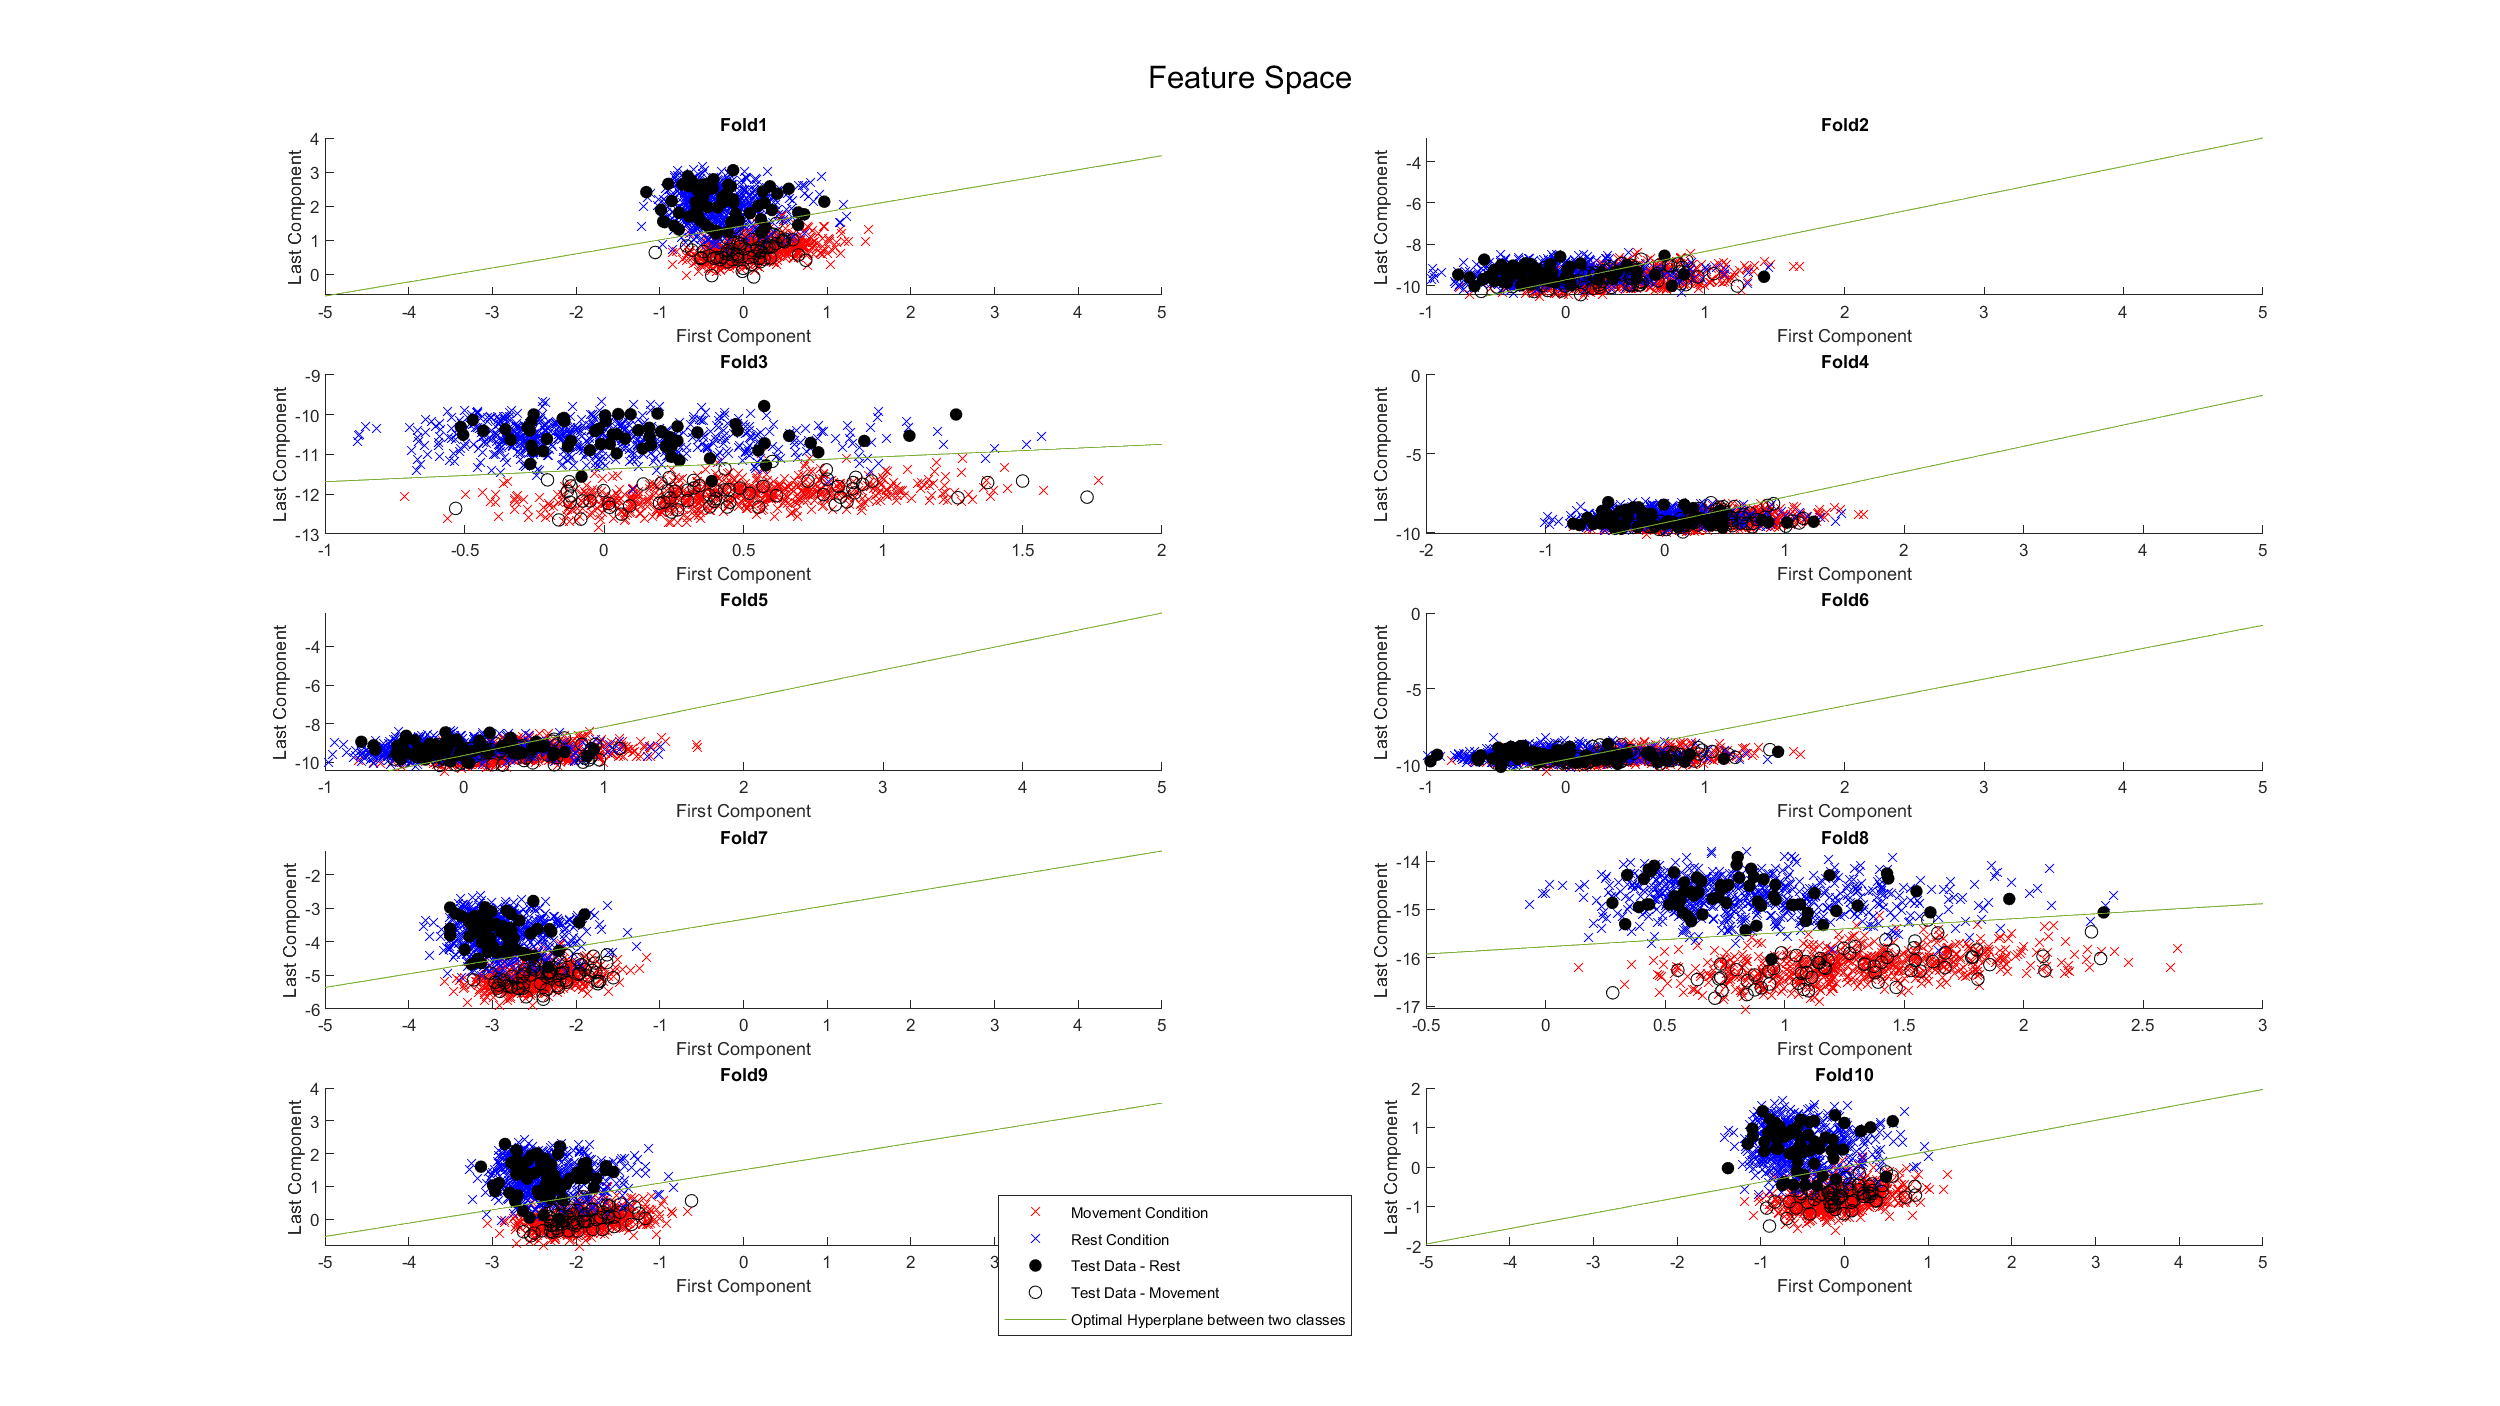 Feature Space
Fold1
4
3
2
1
0
Last Component
-5 -4 -3 -2 -1 0 1 2 3 4 5
First Component
Fold2
-4
-6
-8
-10
Last Component
-1 0 1 2 3 4 5
First Component
Fold3
-9
-10
-11
-12
-13
Last Component
-1 -0.5 0 0.5 1 1.5 2
First Component
Fold4
0
-5
-10
Last Component
-2 -1 0 1 2 3 4 5
First Component
Fold5
-4
-6
-8
-10
Last Component
-1 0 1 2 3 4 5
First Component
Fold6
0
-5
-10
Last Component
-1 0 1 2 3 4 5
First Component
Fold7
-2
-3
-4
-5
-6
Last Component
-5 -4 -3 -2 -1 0 1 2 3 4 5
First Component
Fold8
-14
-15
-16
-17
Last Component
-0.5 0 0.5 1 1.5 2 2.5 3
First Component
Fold9
4
3
2
1
0
Last Component
-5 -4 -3 -2 -1 0 1 2 3
First Component
Fold10
2
1
0
-1
-2
Last Component
-5 -4 -3 -2 -1 0 1 2 3 4 5
First Component
Movement Condition
Rest Condition
Test Data - Rest
Test Data - Movement
Optimal Hyperplane between two classes